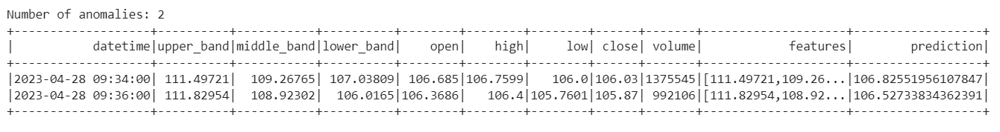 Number of anomalies: 2
+-------------------+----------+-----------+----------+--------+--------+--------+------+-------+--------------------+------------------+
|           datetime|upper_band|middle_band|lower_band|    open|    high|     low| close| volume|            features|        prediction|
+-------------------+----------+-----------+----------+--------+--------+--------+------+-------+--------------------+------------------+
|2023-04-28 09:34:00| 111.49721|  109.26765| 107.03809| 106.685|106.7599|   106.0|106.03|1375545|[111.49721,109.26...|106.82551956107847|
|2023-04-28 09:36:00| 111.82954|  108.92302|  106.0165|106.3686|   106.4|105.7601|105.87| 992106|[111.82954,108.92...|106.52733834362391|
+-------------------+----------+-----------+----------+--------+--------+--------+------+-------+--------------------+------------------+